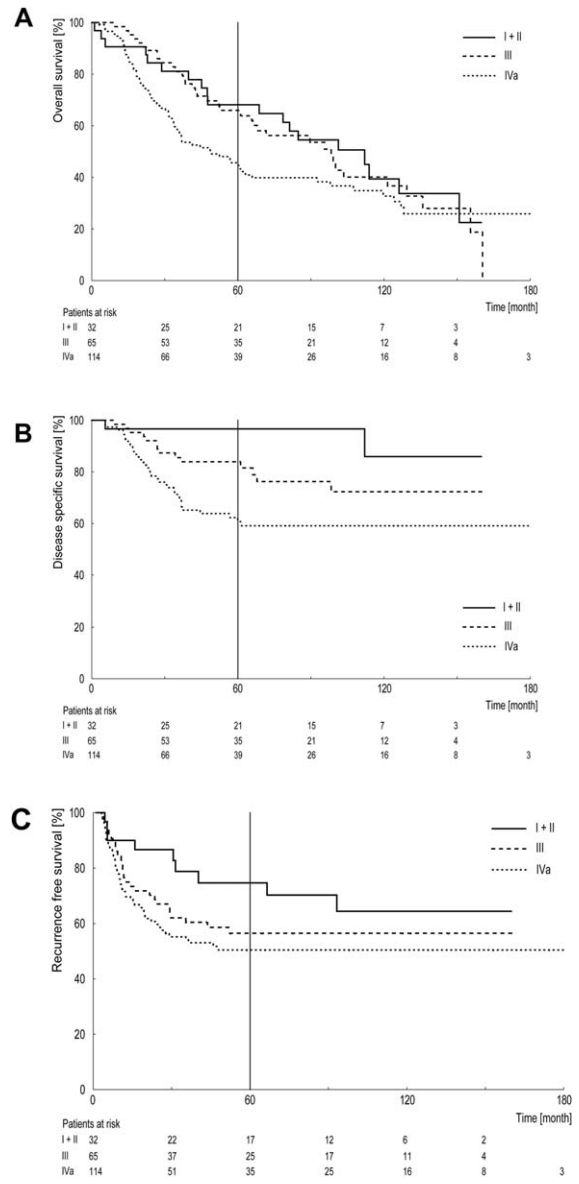 A
Overall survival [%]
100
80
60
40
20
0
I + II
III
IVa
0 60 120 180
Time [month]
Patients at risk
I + II 32 25 21 15 7 3
III 65 53 35 21 12 4
IVa 114 66 39 26 16 8 3
B
Disease specific survival [%]
100
80
60
40
20
0
I + II
III
IVa
0 60 120 180
Time [month]
Patients at risk
I + II 32 25 21 15 7 3
III 65 53 35 21 12 4
IVa 114 66 39 26 16 8 3
C
Recurrence free survival [%]
100
80
60
40
20
0
I + II
III
IVa
0 60 120 180
Time [month]
Patients at risk
I + II 32 22 17 12 6 2
III 65 37 25 17 11 4
IVa 114 51 35 25 16 8 3